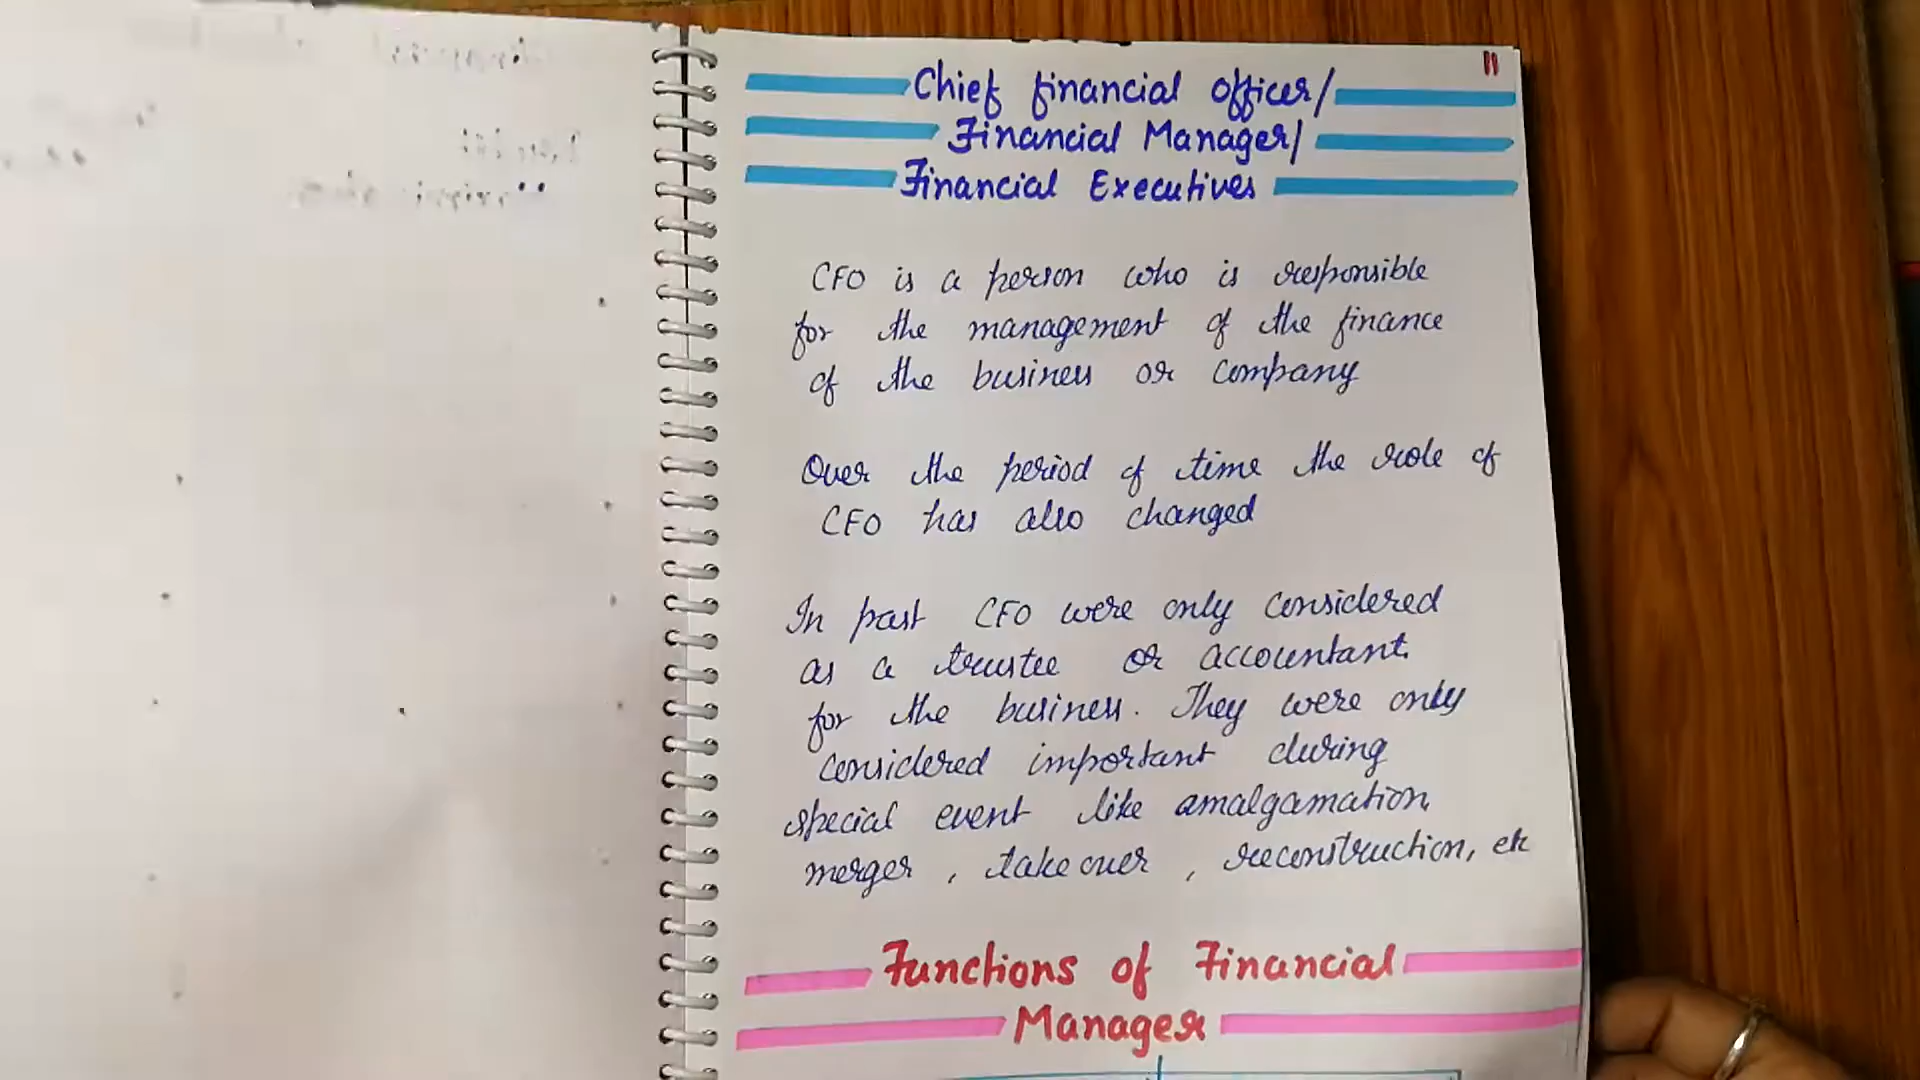 11
Chief financial officer/
Financial Manager/
Financial Executives
CFO is a person who is responsible
for the management of the finance
of the business or company
Over the period of time the role of
CFO has also changed
In past CFO were only considered
as a trustee or accountant.
for the business. They were only
considered important during
special event like amalgamation,
merger, take over, reconstruction, etc
Functions of Financial
Manager